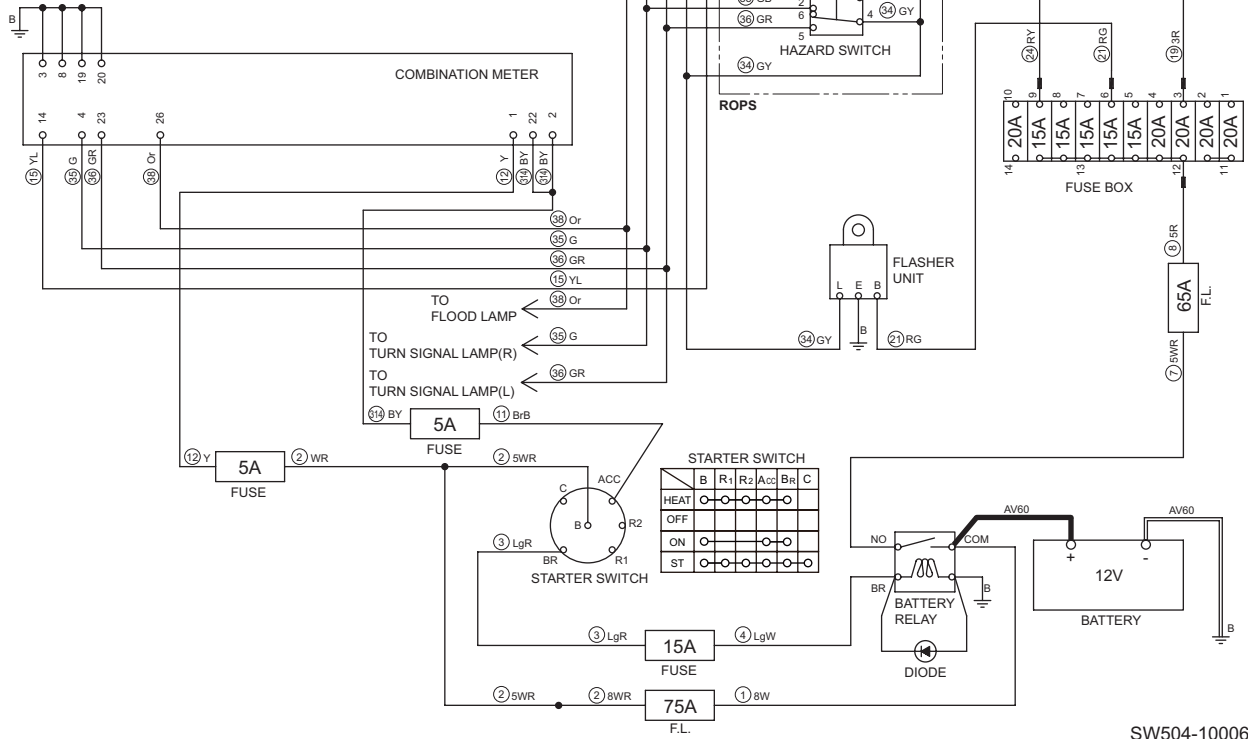 B
3 8 19 20
COMBINATION METER
14 4 23 26 1 22 2
15 YL
35 G
36 GR
38 Or
12 Y
314 BY
314 BY
2
6
36 GR
5
4
34 GY
HAZARD SWITCH
34 GY
ROPS
24 RY
21 RG
19 3R
10 9 8 7 6 5 4 3 2 1
20A 15A 15A 15A 15A 15A 20A 20A 20A 20A
14 13 12 11
FUSE BOX
38 Or
35 G
36 GR
15 YL
TO
FLOOD LAMP
38 Or
TO
TURN SIGNAL LAMP(R)
35 G
TO
TURN SIGNAL LAMP(L)
36 GR
FLASHER
UNIT
L E B
34 GY
B
21 RG
8 5R
65A
F.L.
7 5WR
314 BY
5A
FUSE
11 BrB
12 Y
5A
FUSE
2 WR
2 5WR
C
ACC
B
R2
BR
R1
STARTER SWITCH
3 LgR
STARTER SWITCH
B R1 R2 Acc BR C
HEAT
OFF
ON
ST
NO
COM
BR
B
BATTERY
RELAY
DIODE
AV60
+
-
12V
BATTERY
AV60
B
3 LgR
15A
FUSE
4 LgW
2 5WR
2 8WR
75A
F.L.
1 8W
SW504-10006